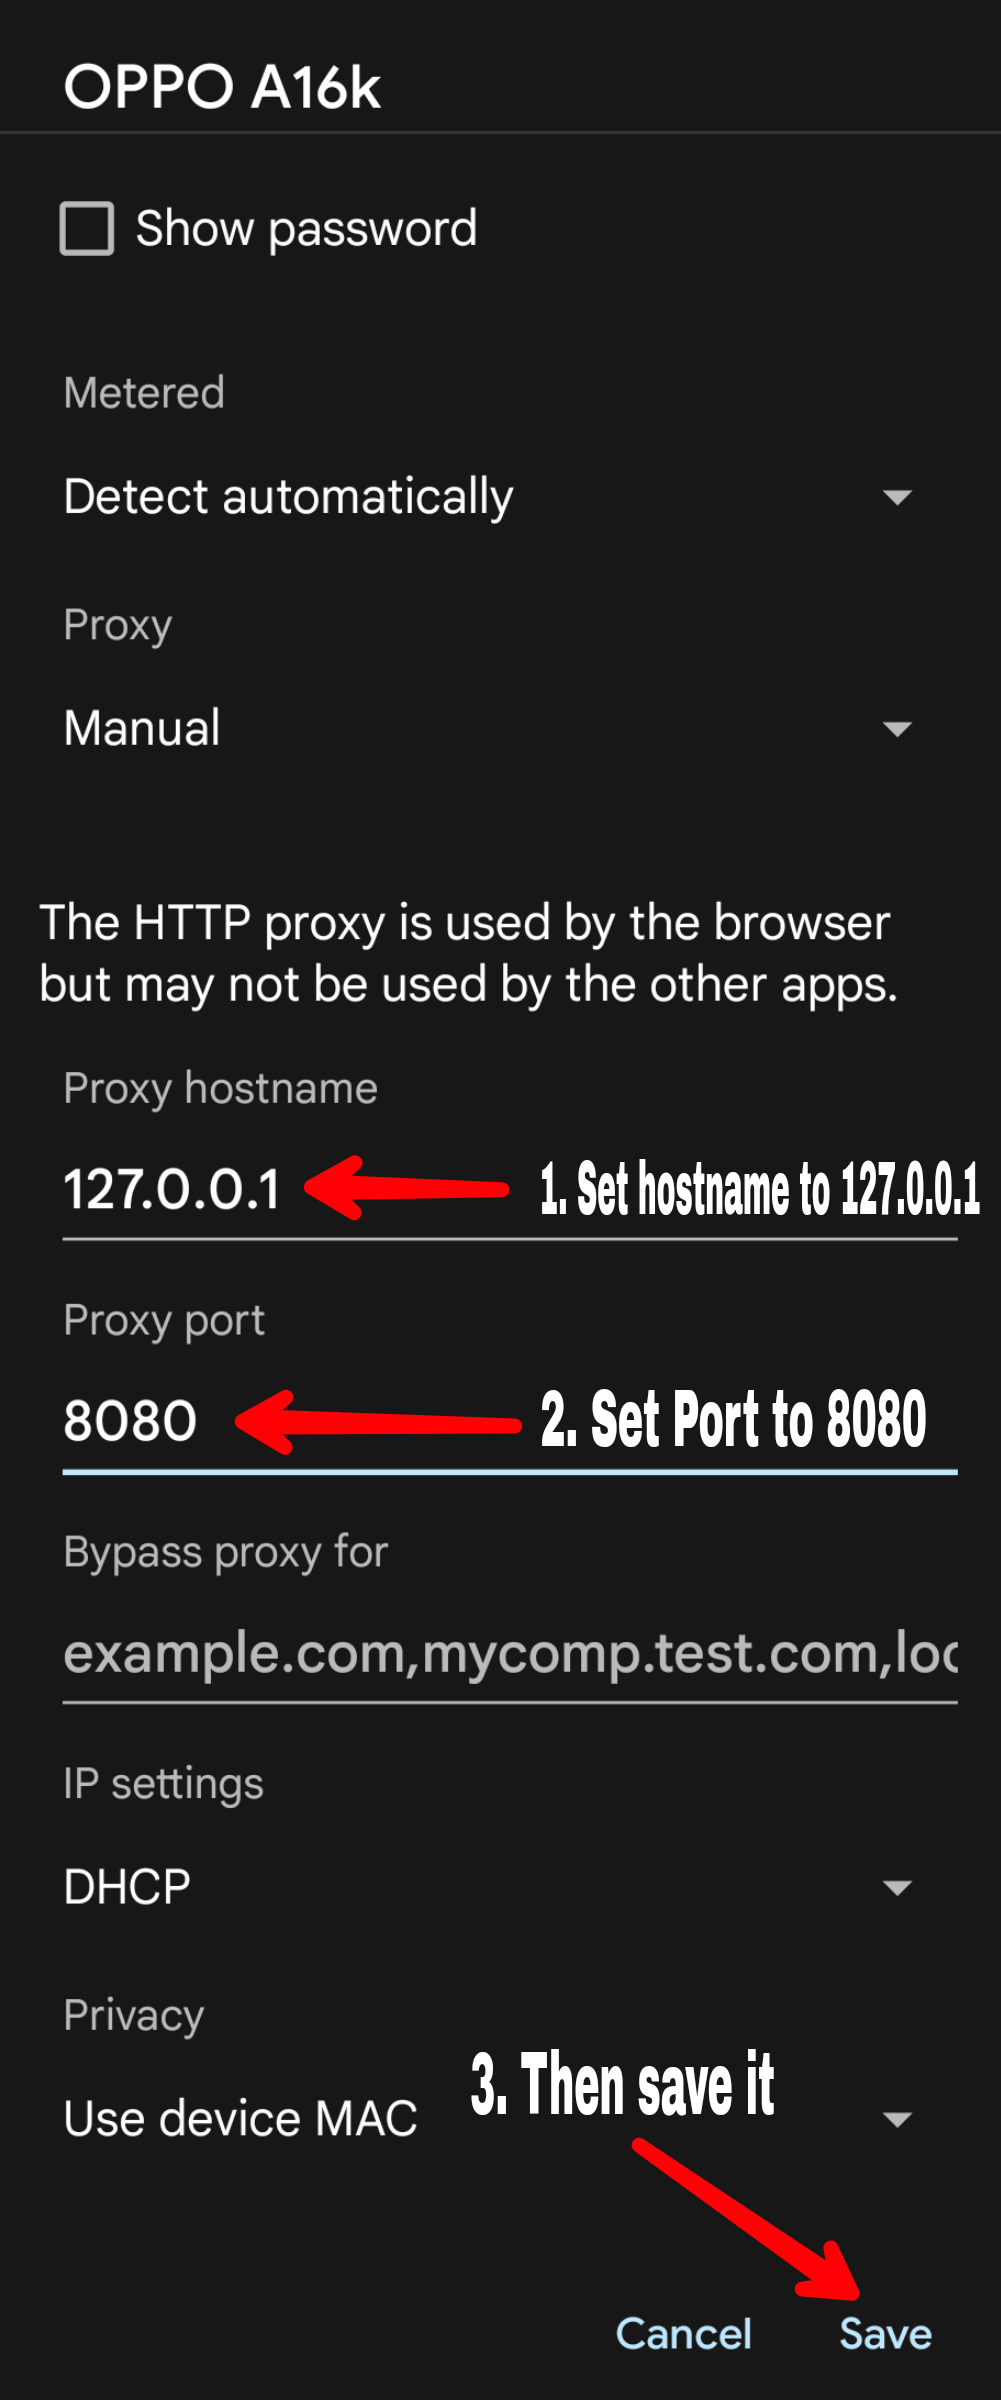 OPPO A16k
Show password
Metered
Detect automatically
Proxy
Manual
The HTTP proxy is used by the browser
but may not be used by the other apps.
Proxy hostname
127.0.0.1
1. Set hostname to 127.0.0.1
Proxy port
8080
2. Set Port to 8080
Bypass proxy for
example.com,mycomp.test.com,loc
IP settings
DHCP
Privacy
3. Then save it
Use device MAC
Cancel
Save